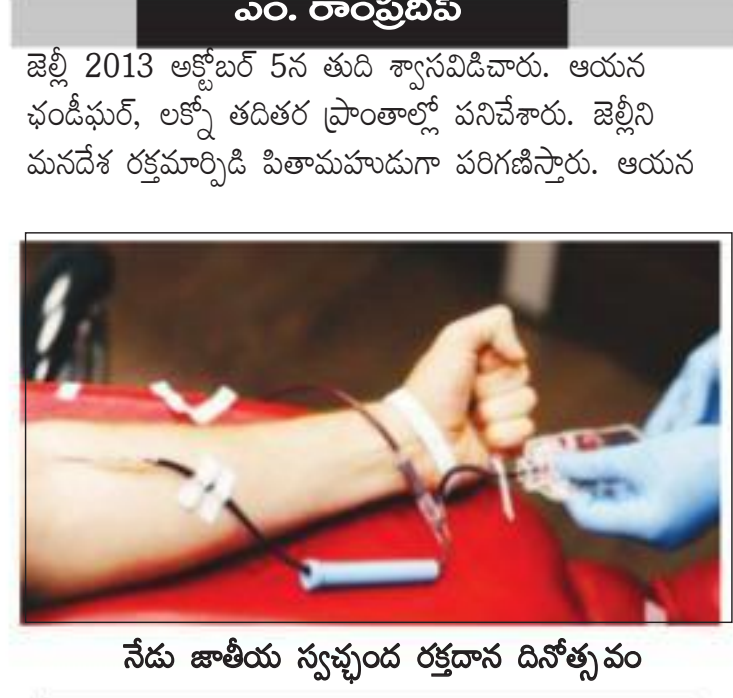 ఎం. రాంప్రదీప్
జెల్లీ 2013 అక్టోబర్ 5న తుది శ్వాసవిడిచారు. ఆయన
ఛండీఘర్, లక్నో తదితర ప్రాంతాల్లో పనిచేశారు. జెల్లీని
మనదేశ రక్తమార్పిడి పితామహుడుగా పరిగణిస్తారు. ఆయన
నేడు జాతీయ స్వచ్ఛంద రక్తదాన దినోత్సవం